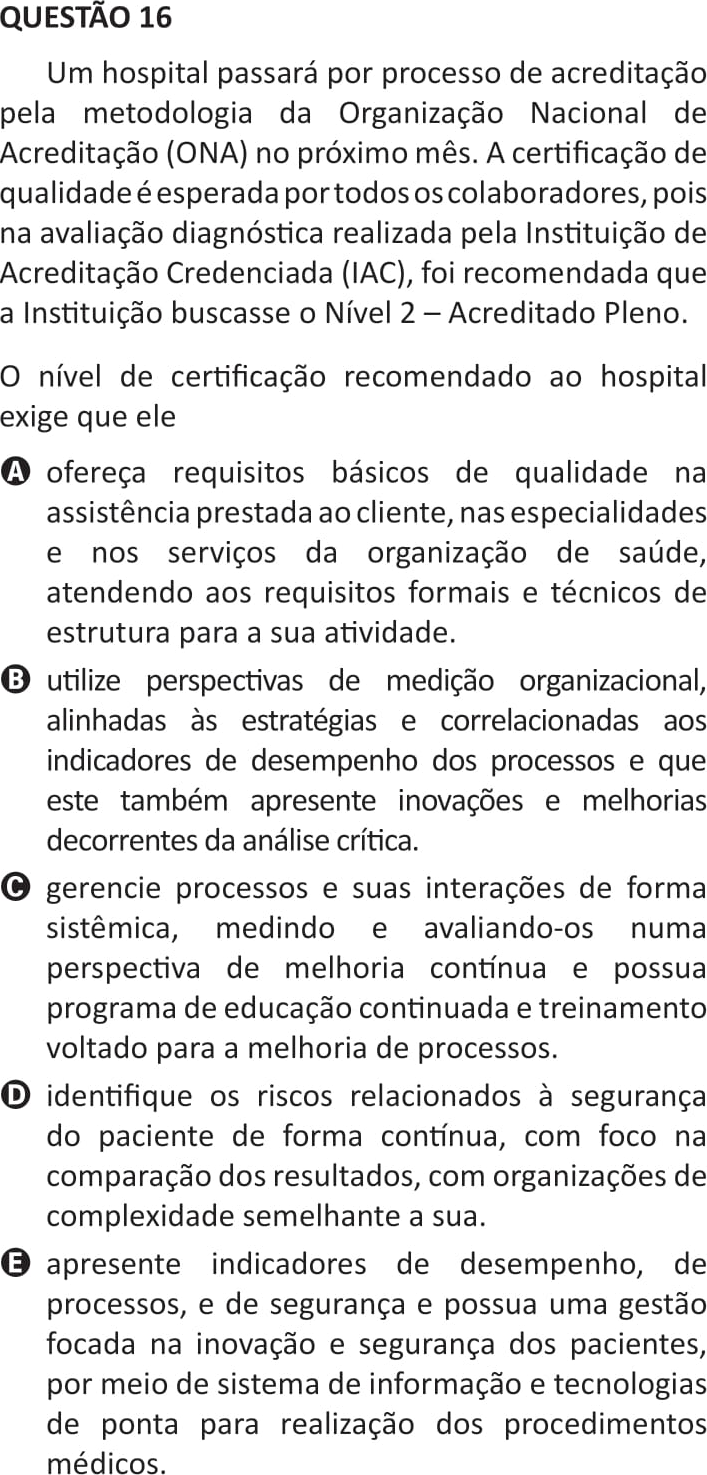 QUESTÃO 16
Um hospital passará por processo de acreditação
pela metodologia da Organização Nacional de
Acreditação (ONA) no próximo mês. A certificação de
qualidade é esperada por todos os colaboradores, pois
na avaliação diagnóstica realizada pela Instituição de
Acreditação Credenciada (IAC), foi recomendada que
a Instituição buscasse o Nível 2 – Acreditado Pleno.
O nível de certificação recomendado ao hospital
exige que ele
A ofereça requisitos básicos de qualidade na
assistência prestada ao cliente, nas especialidades
e nos serviços da organização de saúde,
atendendo aos requisitos formais e técnicos de
estrutura para a sua atividade.
B utilize perspectivas de medição organizacional,
alinhadas às estratégias e correlacionadas aos
indicadores de desempenho dos processos e que
este também apresente inovações e melhorias
decorrentes da análise crítica.
C gerencie processos e suas interações de forma
sistêmica, medindo e avaliando-os numa
perspectiva de melhoria contínua e possua
programa de educação continuada e treinamento
voltado para a melhoria de processos.
D identifique os riscos relacionados à segurança
do paciente de forma contínua, com foco na
comparação dos resultados, com organizações de
complexidade semelhante a sua.
E apresente indicadores de desempenho, de
processos, e de segurança e possua uma gestão
focada na inovação e segurança dos pacientes,
por meio de sistema de informação e tecnologias
de ponta para realização dos procedimentos
médicos.